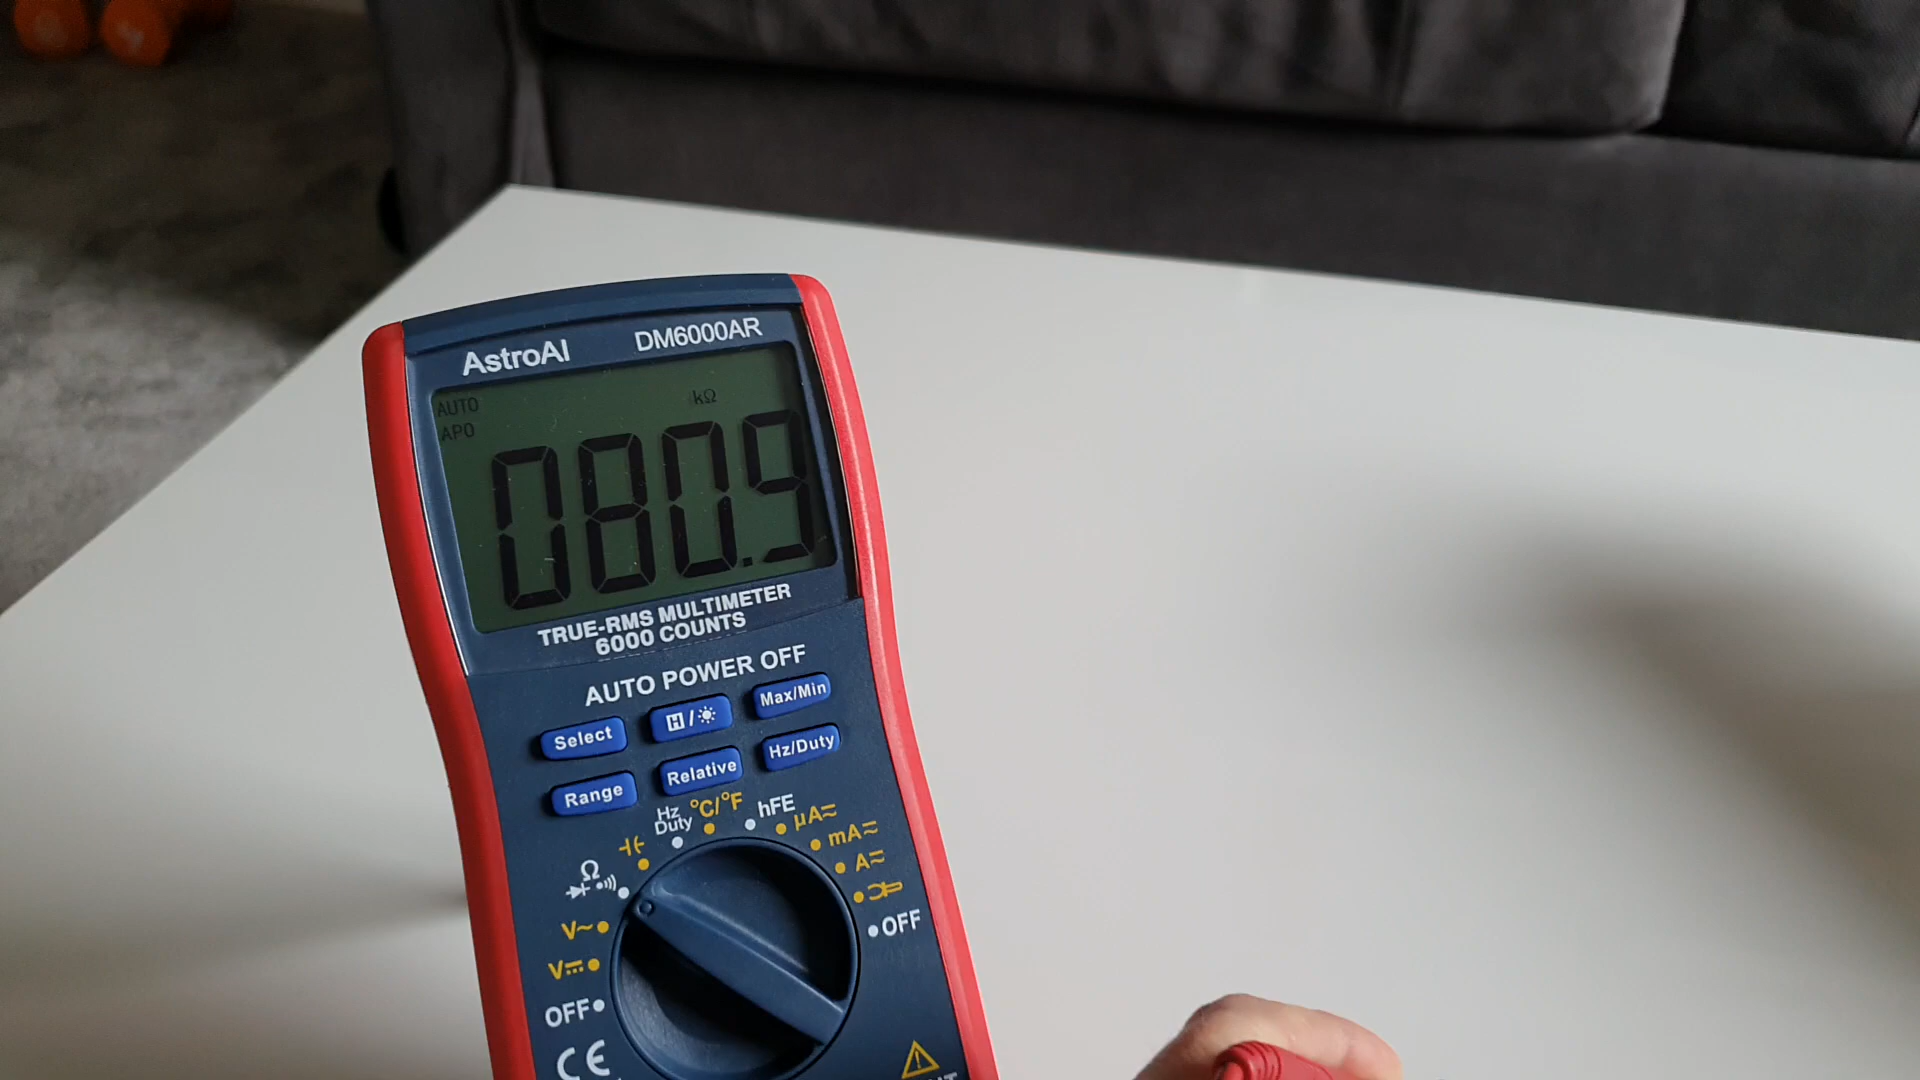 AstroAI DM6000AR
AUTO
kΩ
APO
080.9
TRUE-RMS MULTIMETER
6000 COUNTS
AUTO POWER OFF
Select H/☀ Max/Min
Range Relative Hz/Duty
Hz
Duty
°C/°F
hFE
µA
mA
A
Ω
V~
V
OFF
OFF
CE